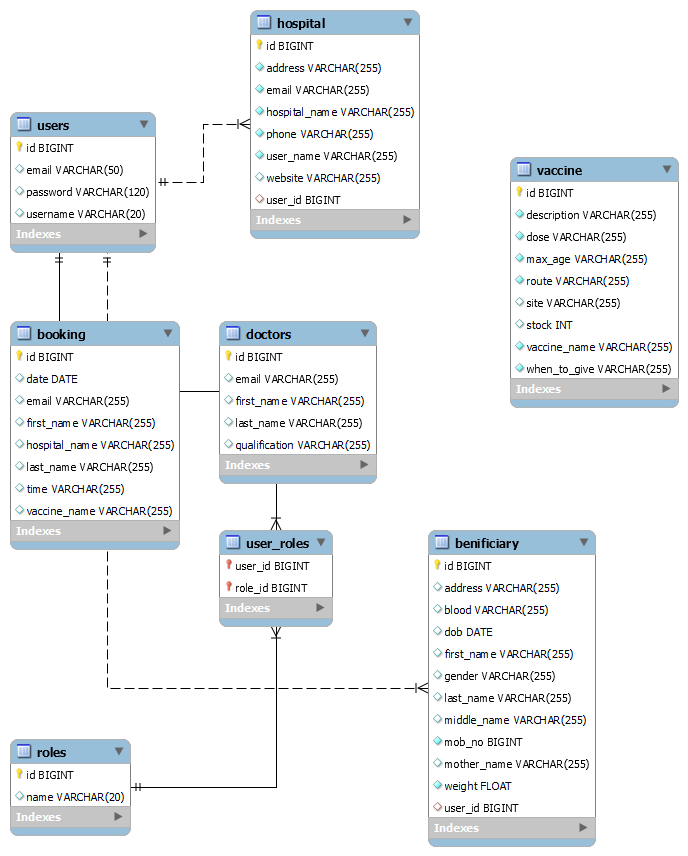 hospital
id BIGINT
address VARCHAR(255)
email VARCHAR(255)
hospital_name VARCHAR(255)
phone VARCHAR(255)
user_name VARCHAR(255)
website VARCHAR(255)
user_id BIGINT
Indexes
users
id BIGINT
email VARCHAR(50)
password VARCHAR(120)
username VARCHAR(20)
Indexes
vaccine
id BIGINT
description VARCHAR(255)
dose VARCHAR(255)
max_age VARCHAR(255)
route VARCHAR(255)
site VARCHAR(255)
stock INT
vaccine_name VARCHAR(255)
when_to_give VARCHAR(255)
Indexes
booking
id BIGINT
date DATE
email VARCHAR(255)
first_name VARCHAR(255)
hospital_name VARCHAR(255)
last_name VARCHAR(255)
time VARCHAR(255)
vaccine_name VARCHAR(255)
Indexes
doctors
id BIGINT
email VARCHAR(255)
first_name VARCHAR(255)
last_name VARCHAR(255)
qualification VARCHAR(255)
Indexes
user_roles
user_id BIGINT
role_id BIGINT
Indexes
benificiary
id BIGINT
address VARCHAR(255)
blood VARCHAR(255)
dob DATE
first_name VARCHAR(255)
gender VARCHAR(255)
last_name VARCHAR(255)
middle_name VARCHAR(255)
mob_no BIGINT
mother_name VARCHAR(255)
weight FLOAT
user_id BIGINT
Indexes
roles
id BIGINT
name VARCHAR(20)
Indexes